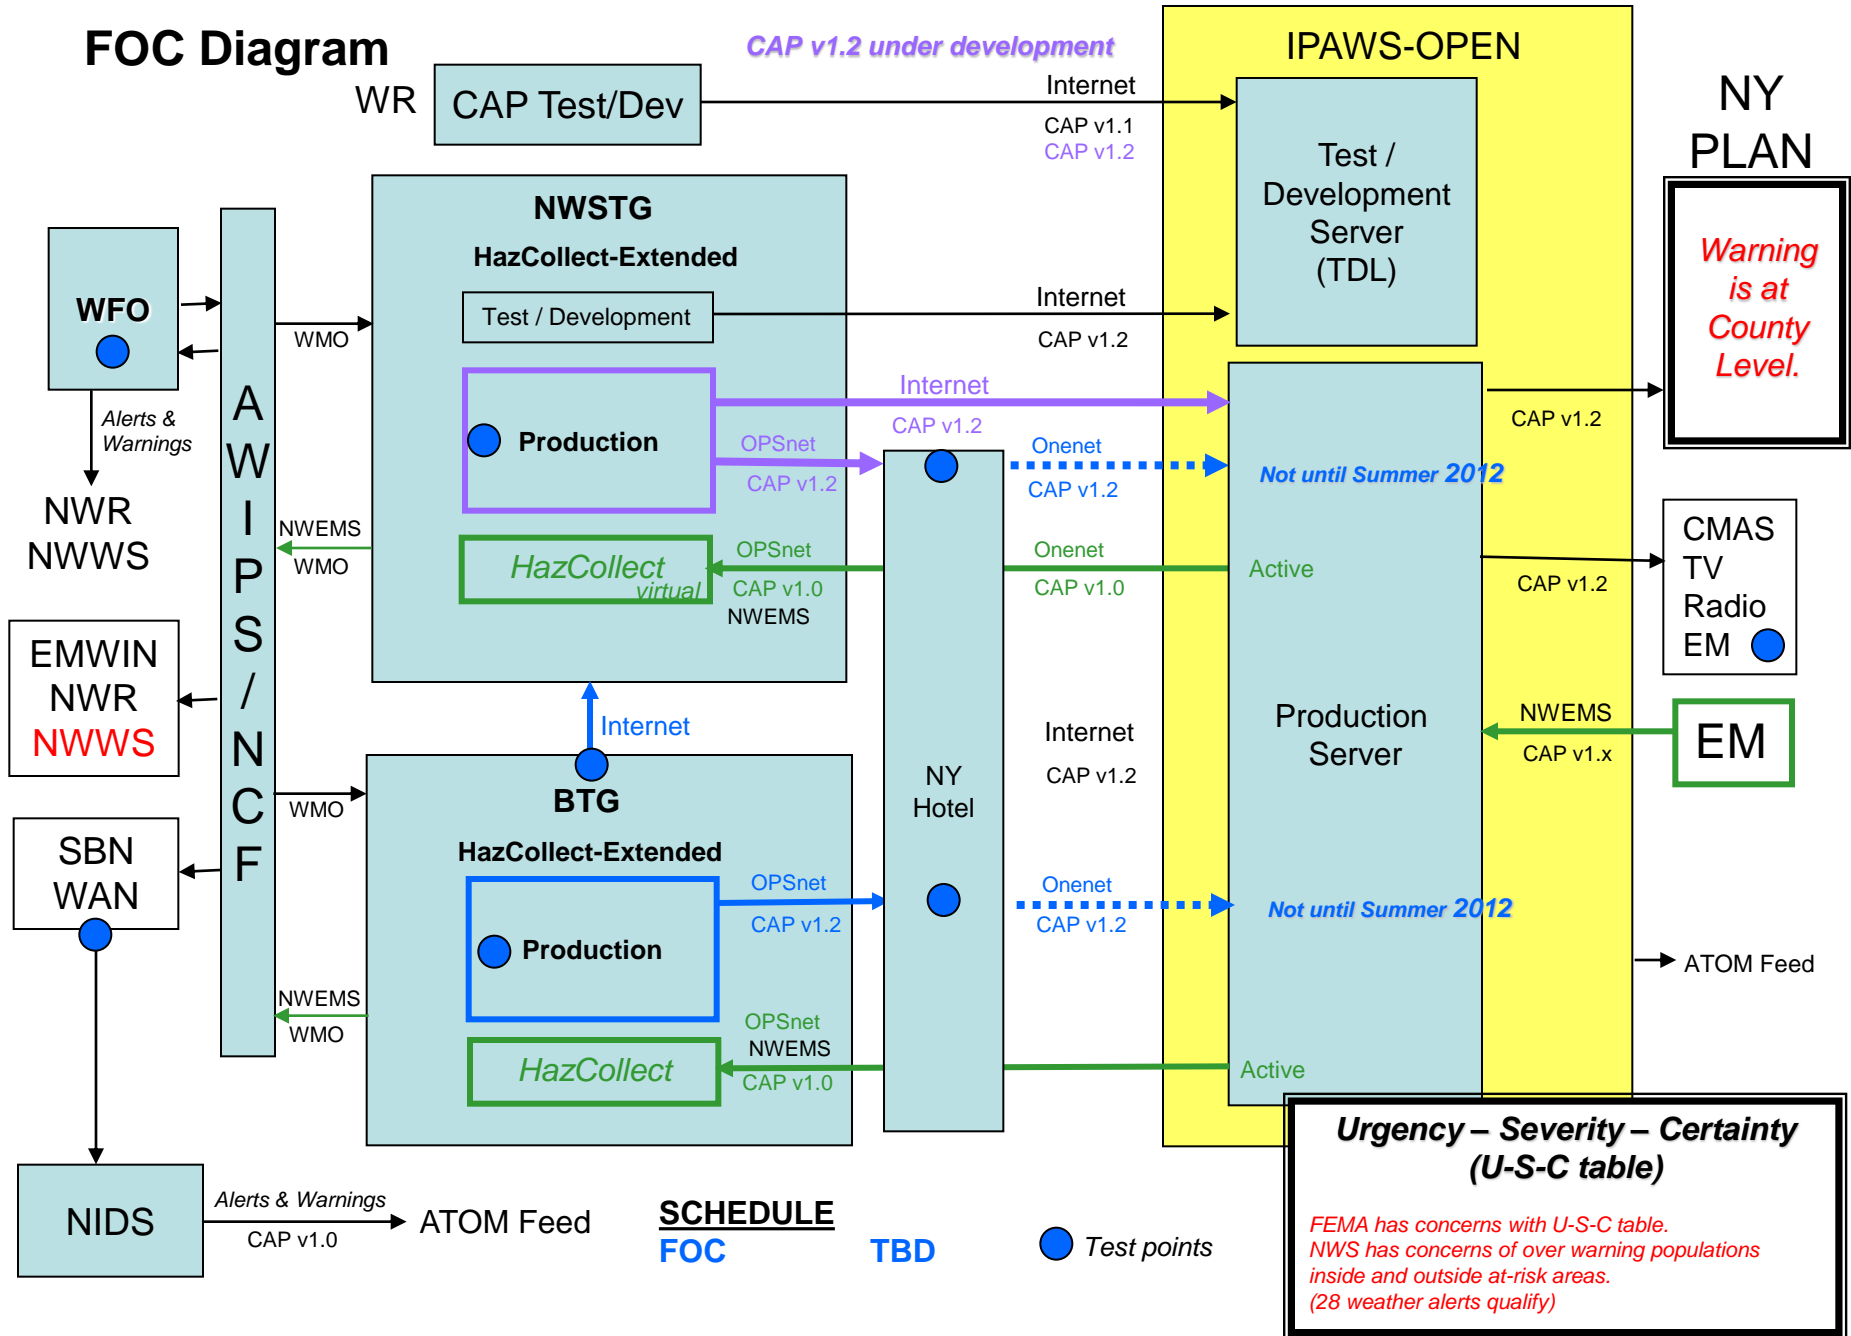 FOC Diagram
CAP v1.2 under development
IPAWS-OPEN
WR
CAP Test/Dev
Internet
CAP v1.1
CAP v1.2
Test /
Development
Server
(TDL)
NY
PLAN
Warning
is at
County
Level.
NWSTG
HazCollect-Extended
Test / Development
Internet
CAP v1.2
WFO
WMO
Alerts &
Warnings
NWR
NWWS
AWIPS/NCF
Production
Internet
CAP v1.2
OPSnet
CAP v1.2
Onenet
CAP v1.2
Not until Summer 2012
CAP v1.2
NWEMS
WMO
HazCollect
virtual
OPSnet
CAP v1.0
NWEMS
Onenet
CAP v1.0
Active
CAP v1.2
CMAS
TV
Radio
EM
EMWIN
NWR
NWWS
Internet
Internet
CAP v1.2
Production
Server
NWEMS
CAP v1.x
EM
NY
Hotel
WMO
BTG
HazCollect-Extended
SBN
WAN
Production
OPSnet
CAP v1.2
Onenet
CAP v1.2
Not until Summer 2012
ATOM Feed
NWEMS
WMO
HazCollect
OPSnet
NWEMS
CAP v1.0
Active
Urgency – Severity – Certainty
(U-S-C table)
FEMA has concerns with U-S-C table.
NWS has concerns of over warning populations
inside and outside at-risk areas.
(28 weather alerts qualify)
NIDS
Alerts & Warnings
CAP v1.0
ATOM Feed
SCHEDULE
FOC TBD
Test points